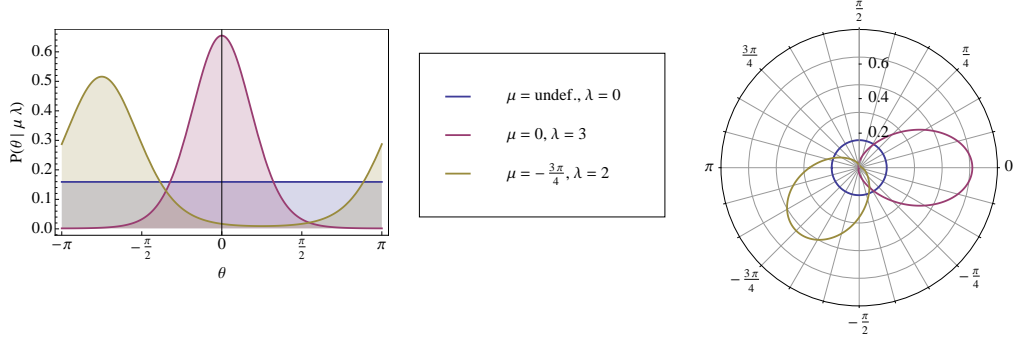 P(θ | μ λ)
0.6
0.5
0.4
0.3
0.2
0.1
0.0
−π
−π/2
0
π/2
π
θ
μ = undef., λ = 0
μ = 0, λ = 3
μ = −3π/4, λ = 2
π/2
3π/4
π/4
0.6
0.4
0.2
π
0
−3π/4
−π/4
−π/2